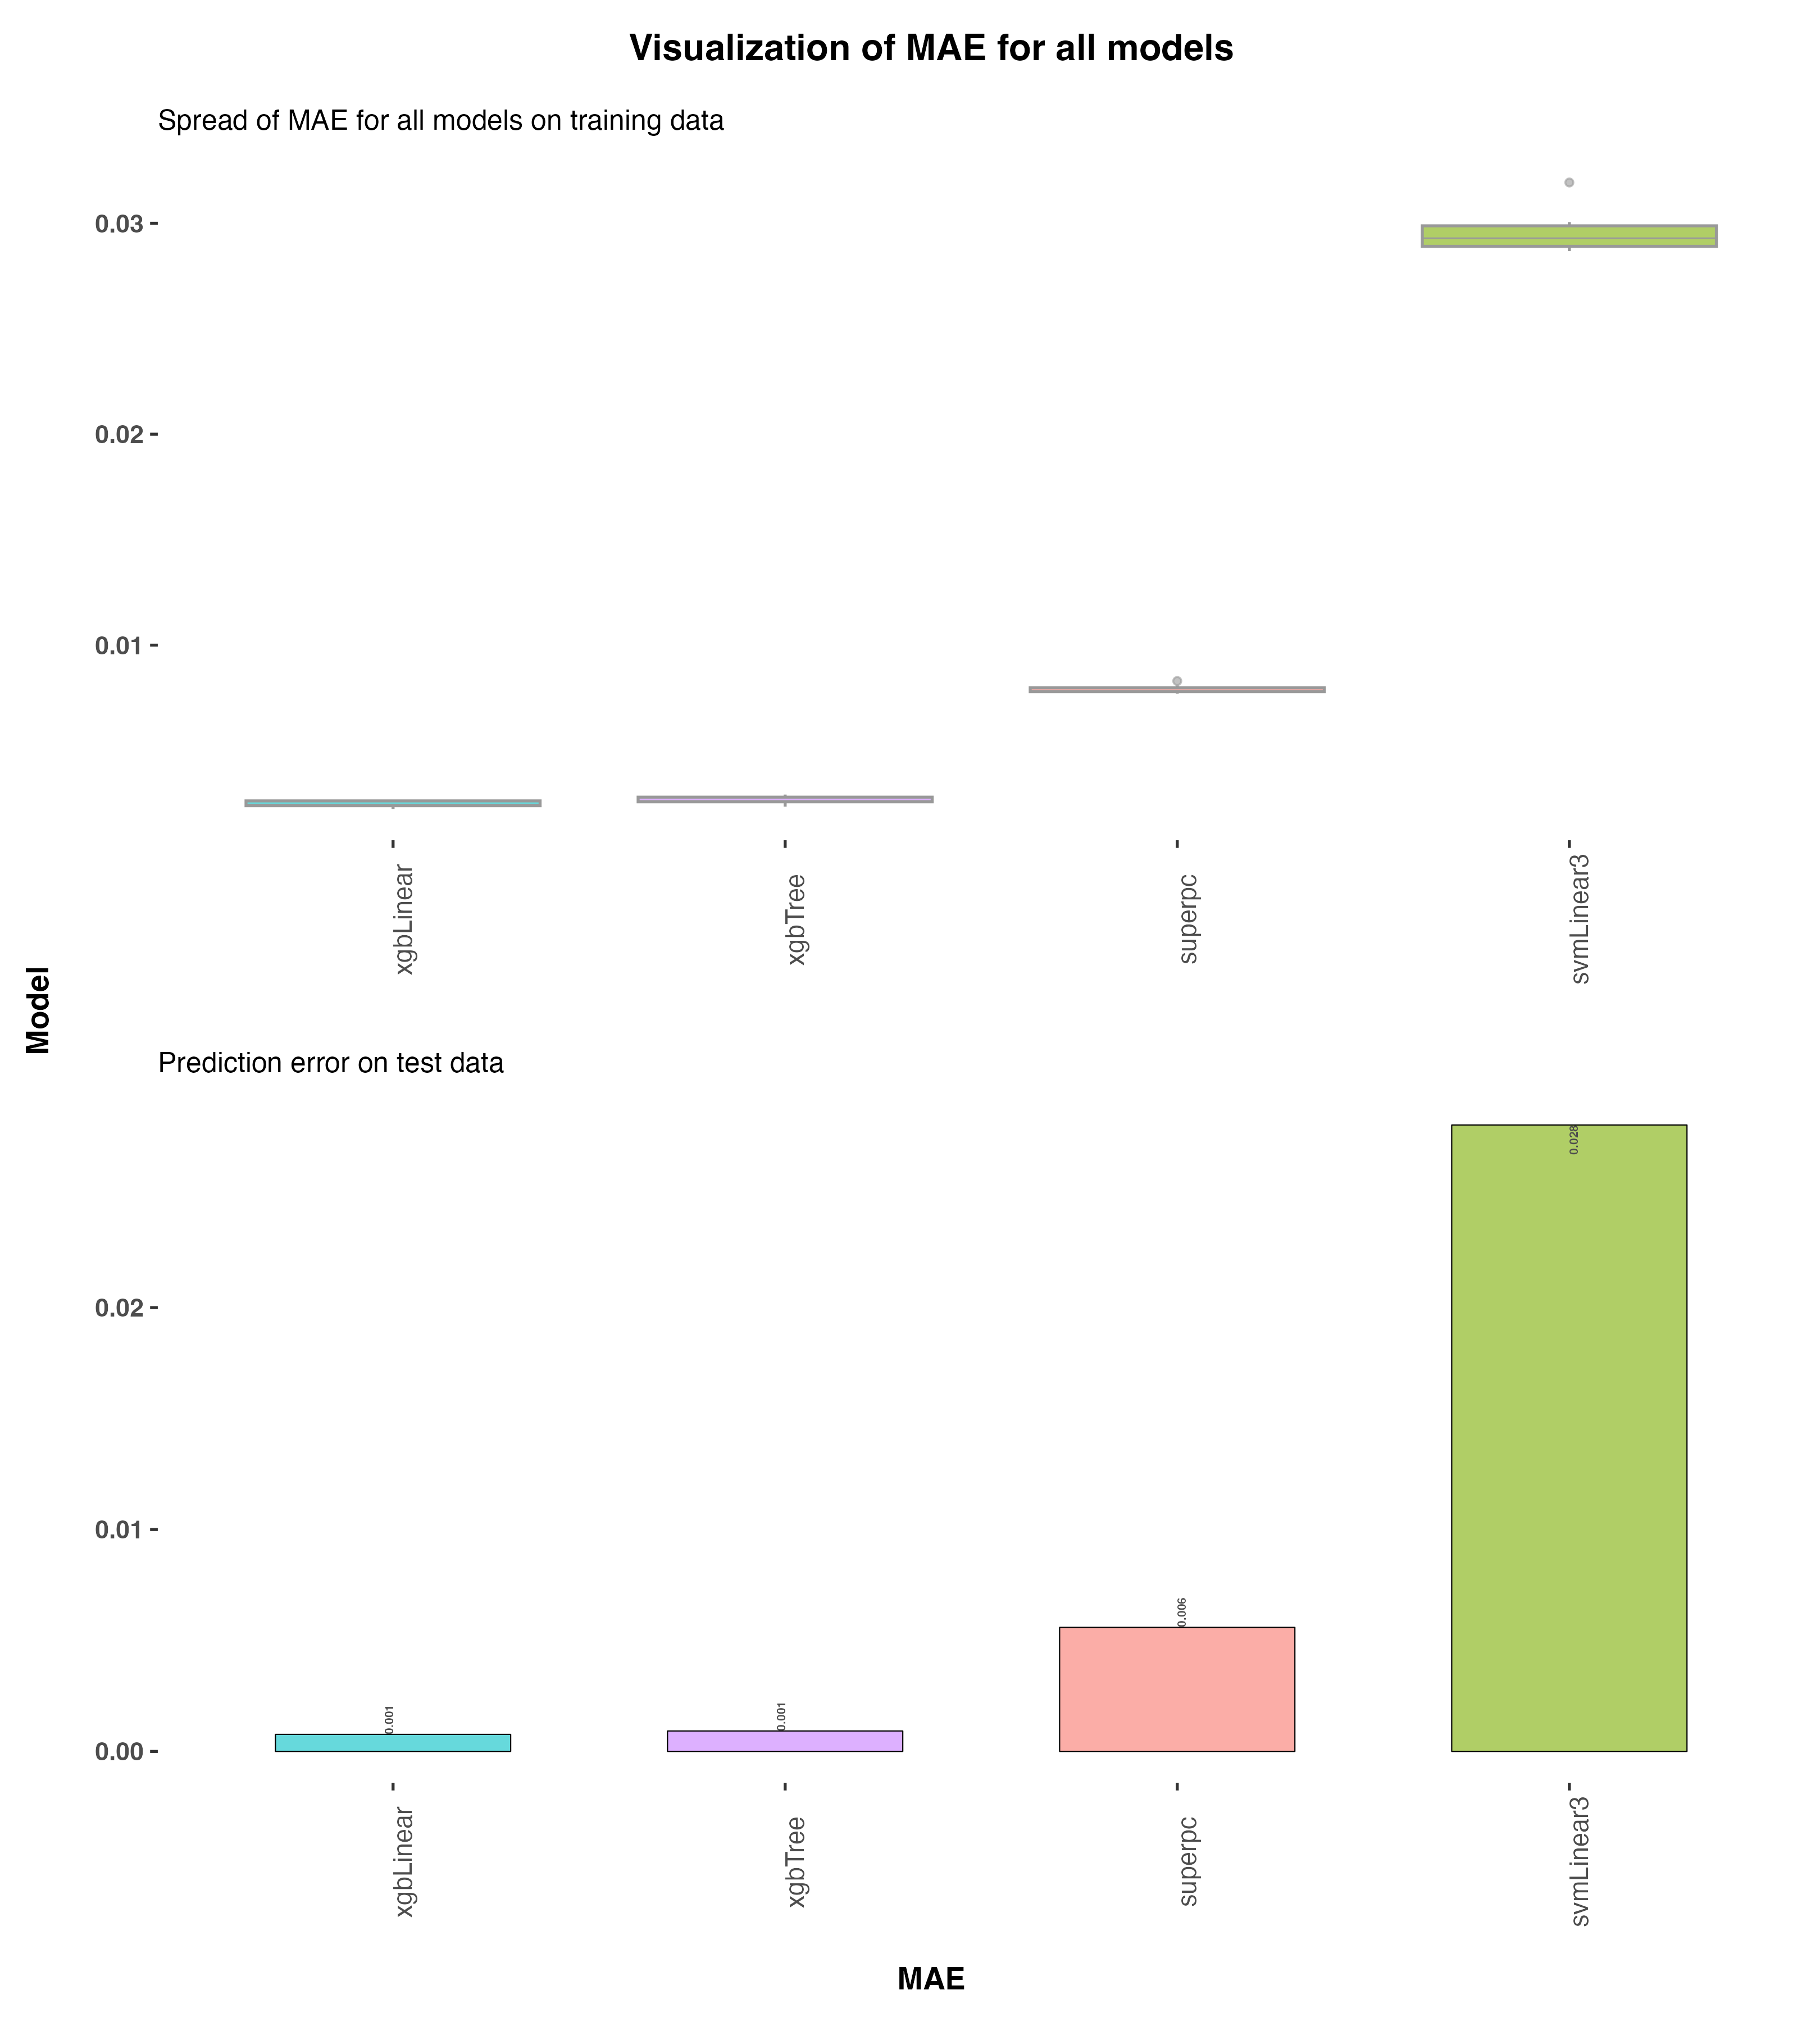 Visualization of MAE for all models
Spread of MAE for all models on training data
0.03
0.02
0.01
xgbLinear
xgbTree
superpc
svmLinear3
Model
Prediction error on test data
0.028
0.02
0.01
0.006
0.001
0.001
0.00
xgbLinear
xgbTree
superpc
svmLinear3
MAE